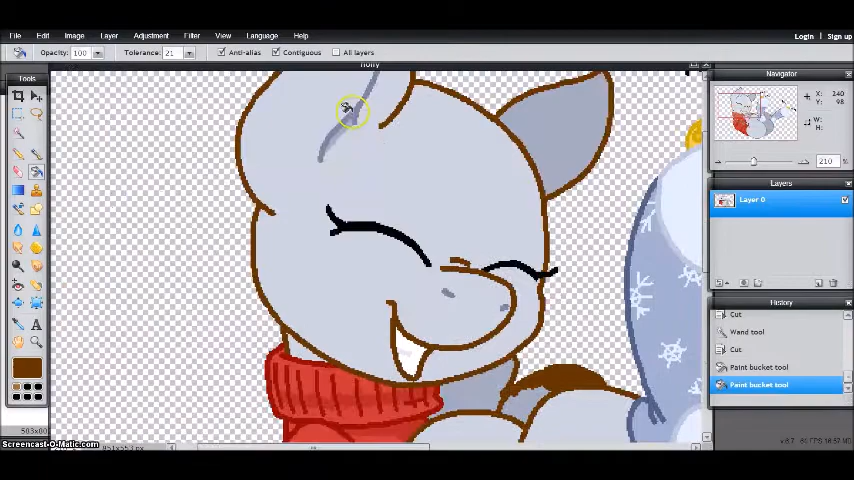 File Edit Image Layer Adjustment Filter View Language Help Login Sign up
Opacity: 100 Tolerance: 21 Anti-alias Contiguous All layers
Navigator
Tools
X: 240
Y: 98
W:
H:
210 %
Layers
Layer 0
History
Cut
Wand tool
Cut
Paint bucket tool
Paint bucket tool
Screencast-O-Matic.com
951x553 px